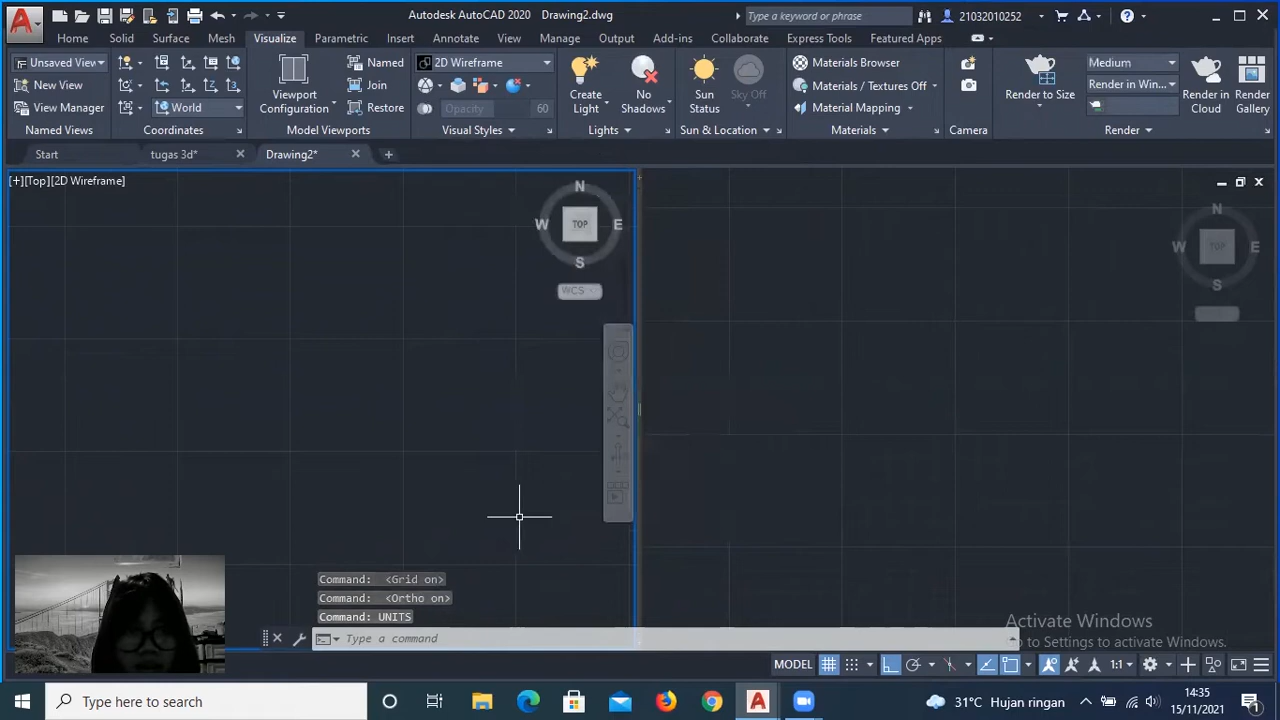 Autodesk AutoCAD 2020 Drawing2.dwg
Type a keyword or phrase
21032010252
Home Solid Surface Mesh Visualize Parametric Insert Annotate View Manage Output Add-ins Collaborate Express Tools Featured Apps
Unsaved View
New View
View Manager
Named Views
World
Coordinates
Viewport
Configuration
Named
Join
Restore
Model Viewports
2D Wireframe
Opacity 60
Visual Styles
Create
Light
No
Shadows
Lights
Sun
Status
Sky Off
Sun & Location
Materials Browser
Materials / Textures Off
Material Mapping
Materials
Camera
Render to Size
Medium
Render in Win...
Render in
Cloud
Render
Gallery
Render
Start tugas 3d* Drawing2*
[+][Top][2D Wireframe]
N
W TOP E
S
WCS
N
W TOP E
S
Command: <Grid on>
Command: <Ortho on>
Command: UNITS
Type a command
Activate Windows
Go to Settings to activate Windows.
MODEL 1:1
Type here to search
31°C Hujan ringan
14:35
15/11/2021
1